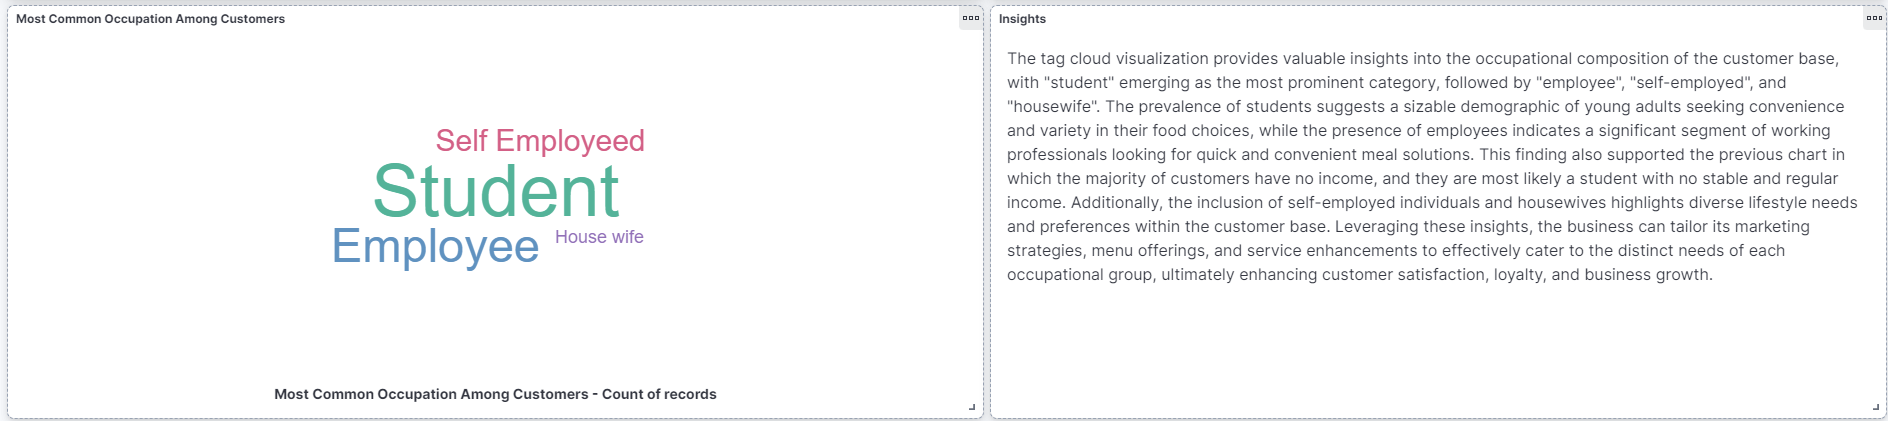 Most Common Occupation Among Customers
Self Employeed
Student
Employee
House wife
Most Common Occupation Among Customers - Count of records
Insights
The tag cloud visualization provides valuable insights into the occupational composition of the customer base,
with "student" emerging as the most prominent category, followed by "employee", "self-employed", and
"housewife". The prevalence of students suggests a sizable demographic of young adults seeking convenience
and variety in their food choices, while the presence of employees indicates a significant segment of working
professionals looking for quick and convenient meal solutions. This finding also supported the previous chart in
which the majority of customers have no income, and they are most likely a student with no stable and regular
income. Additionally, the inclusion of self-employed individuals and housewives highlights diverse lifestyle needs
and preferences within the customer base. Leveraging these insights, the business can tailor its marketing
strategies, menu offerings, and service enhancements to effectively cater to the distinct needs of each
occupational group, ultimately enhancing customer satisfaction, loyalty, and business growth.